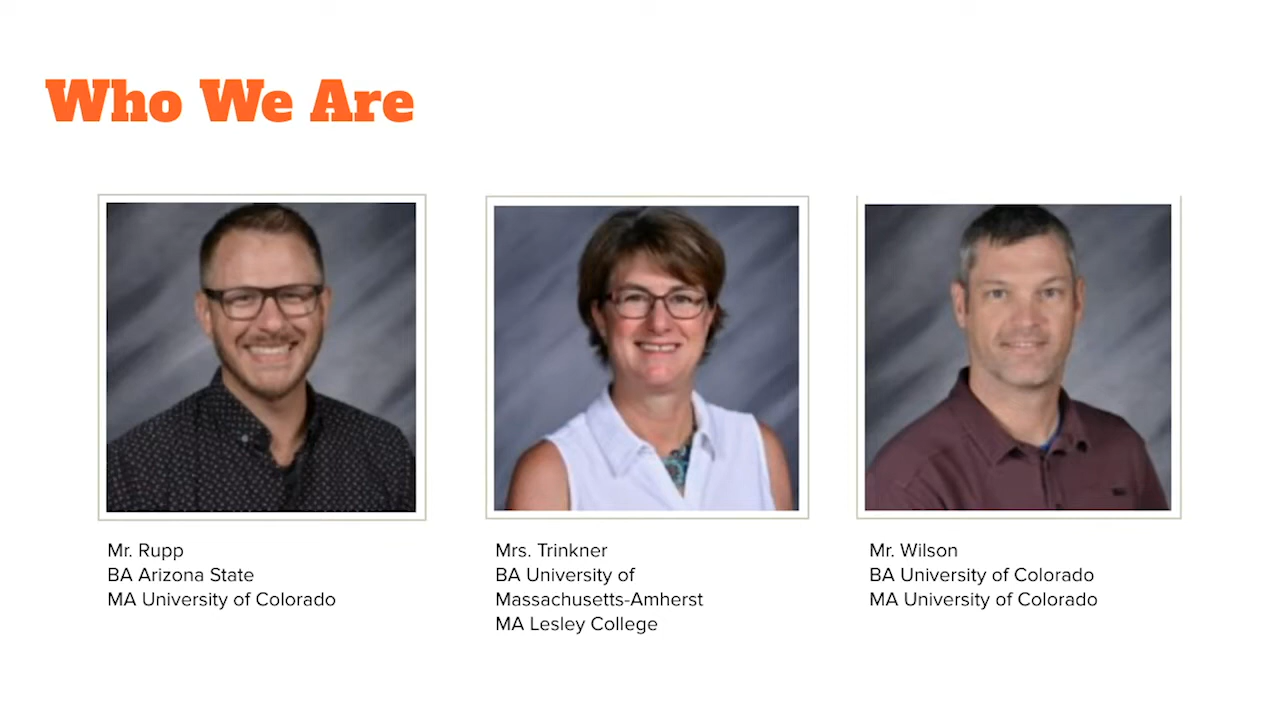 Who We Are
Mr. Rupp
BA Arizona State
MA University of Colorado
Mrs. Trinkner
BA University of
Massachusetts-Amherst
MA Lesley College
Mr. Wilson
BA University of Colorado
MA University of Colorado